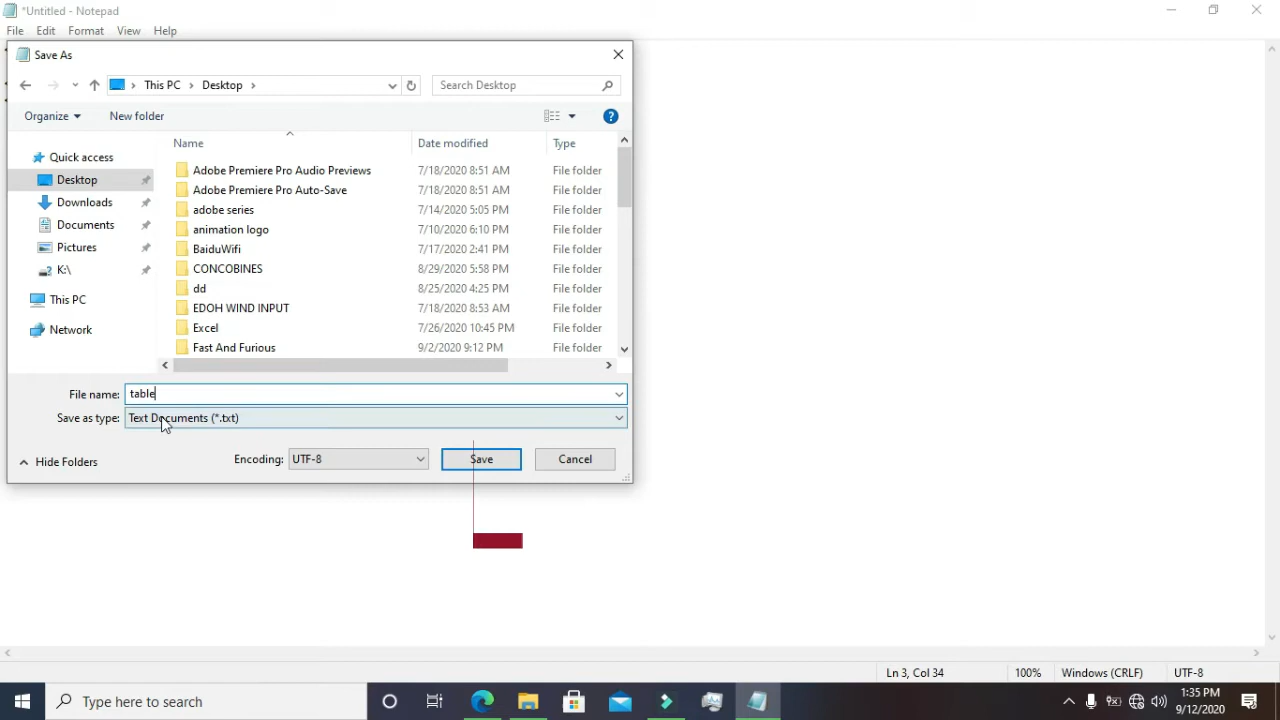 *Untitled - Notepad
File Edit Format View Help
Save As
This PC Desktop
Search Desktop
Organize New folder
Name Date modified Type
Quick access
Desktop
Downloads
Documents
Pictures
K:\
This PC
Network
Adobe Premiere Pro Audio Previews 7/18/2020 8:51 AM File folder
Adobe Premiere Pro Auto-Save 7/18/2020 8:51 AM File folder
adobe series 7/14/2020 5:05 PM File folder
animation logo 7/10/2020 6:10 PM File folder
BaiduWifi 7/17/2020 2:41 PM File folder
CONCOBINES 8/29/2020 5:58 PM File folder
dd 8/25/2020 4:25 PM File folder
EDOH WIND INPUT 7/18/2020 8:53 AM File folder
Excel 7/26/2020 10:45 PM File folder
Fast And Furious 9/2/2020 9:12 PM File folder
File name: table
Save as type: Text Documents (*.txt)
Hide Folders Encoding: UTF-8 Save Cancel
Ln 3, Col 34 100% Windows (CRLF) UTF-8
Type here to search
1:35 PM
9/12/2020